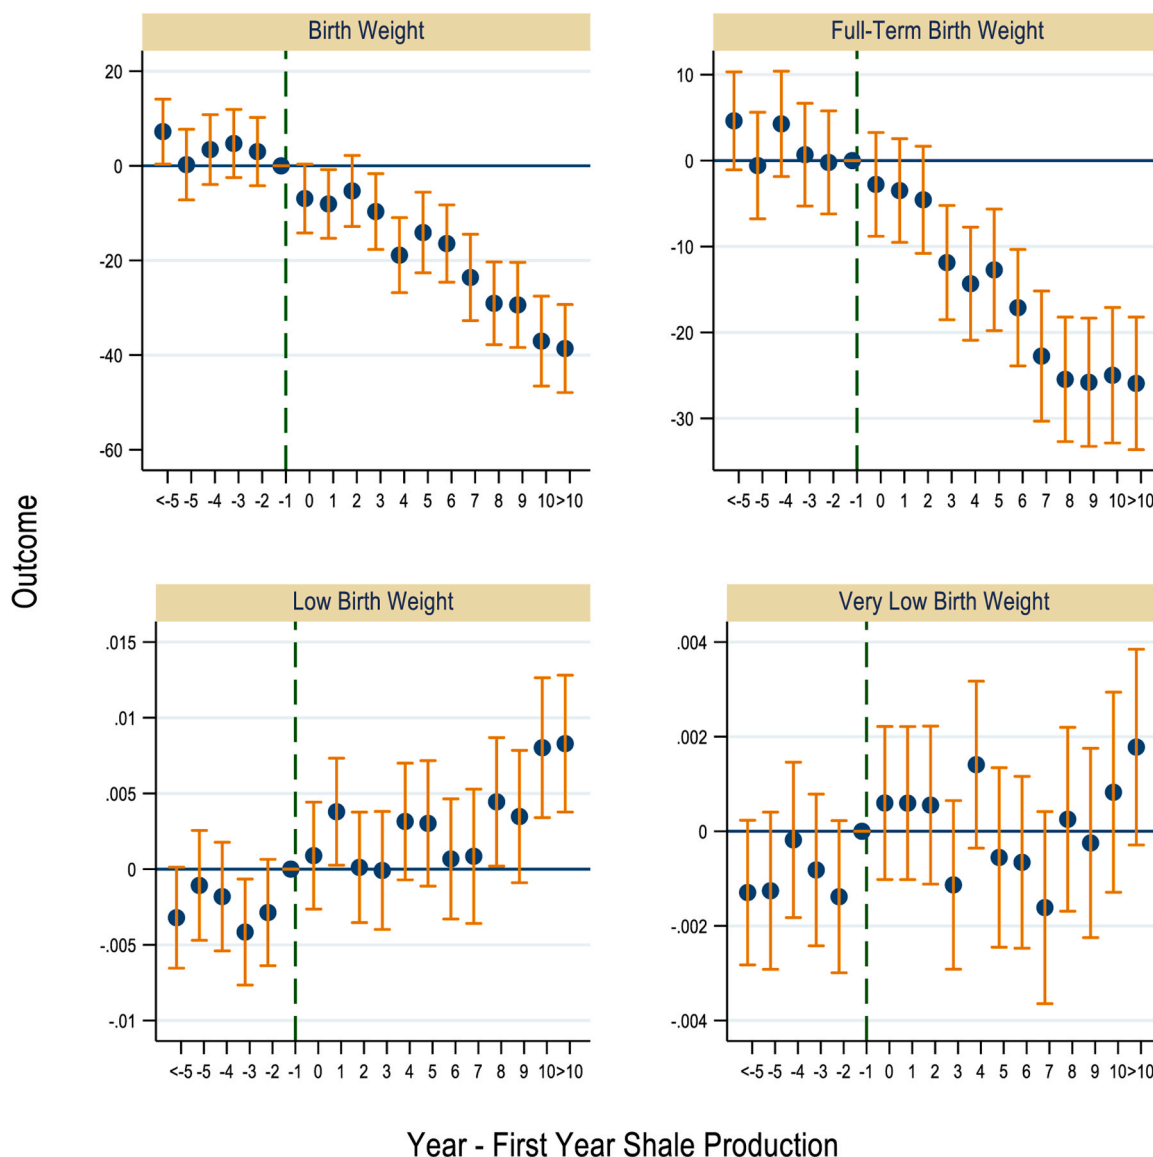 Birth Weight
20
0
-20
-40
-60
<-5 -5 -4 -3 -2 -1 0 1 2 3 4 5 6 7 8 9 10 >10
Full-Term Birth Weight
10
0
-10
-20
-30
<-5 -5 -4 -3 -2 -1 0 1 2 3 4 5 6 7 8 9 10 >10
Outcome
Low Birth Weight
.015
.01
.005
0
-.005
-.01
<-5 -5 -4 -3 -2 -1 0 1 2 3 4 5 6 7 8 9 10 >10
Very Low Birth Weight
.004
.002
0
-.002
-.004
<-5 -5 -4 -3 -2 -1 0 1 2 3 4 5 6 7 8 9 10 >10
Year - First Year Shale Production